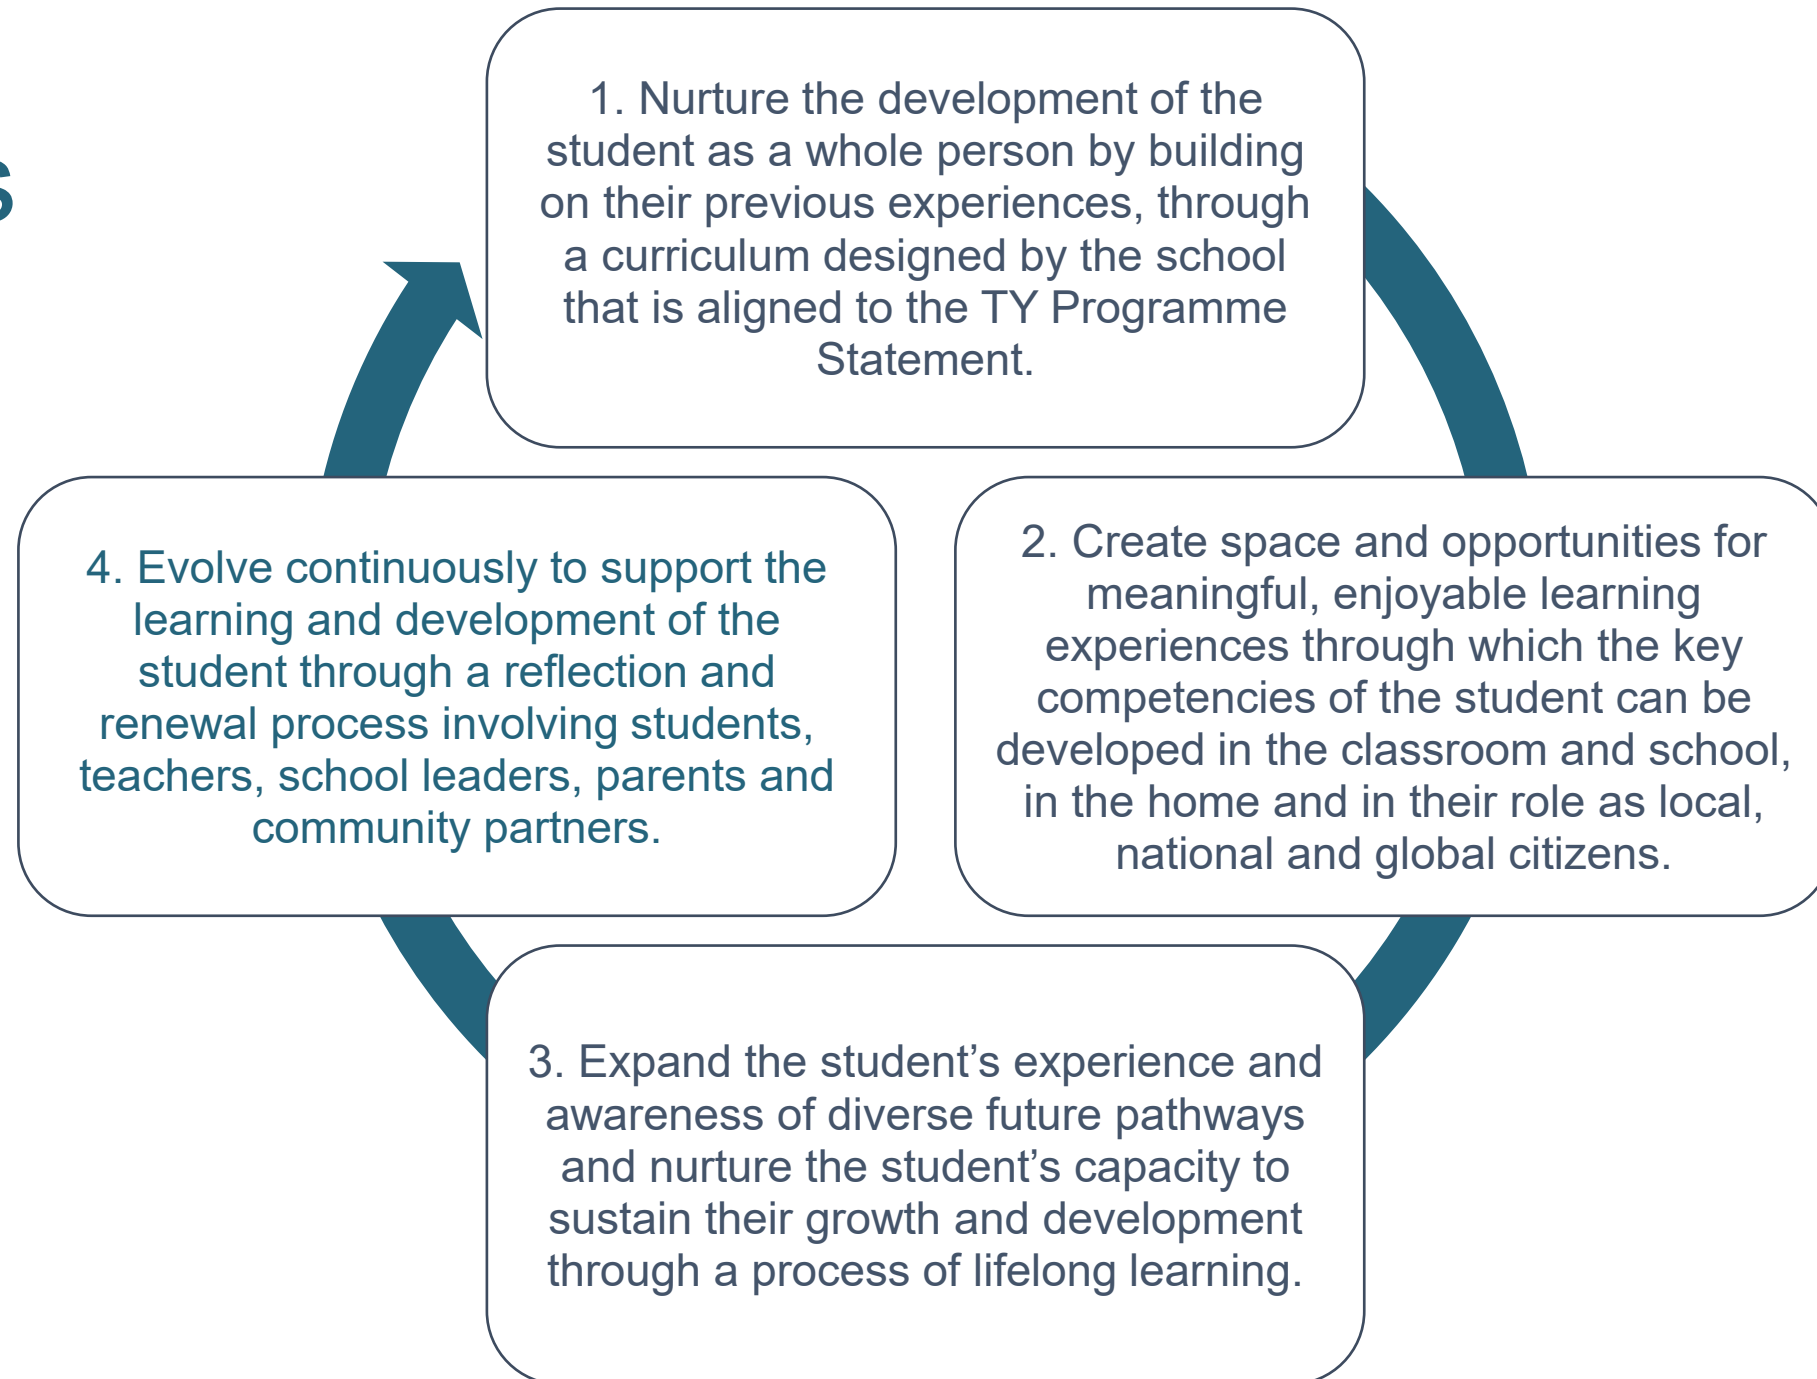 s
1. Nurture the development of the
student as a whole person by building
on their previous experiences, through
a curriculum designed by the school
that is aligned to the TY Programme
Statement.
2. Create space and opportunities for
meaningful, enjoyable learning
experiences through which the key
competencies of the student can be
developed in the classroom and school,
in the home and in their role as local,
national and global citizens.
3. Expand the student’s experience and
awareness of diverse future pathways
and nurture the student’s capacity to
sustain their growth and development
through a process of lifelong learning.
4. Evolve continuously to support the
learning and development of the
student through a reflection and
renewal process involving students,
teachers, school leaders, parents and
community partners.